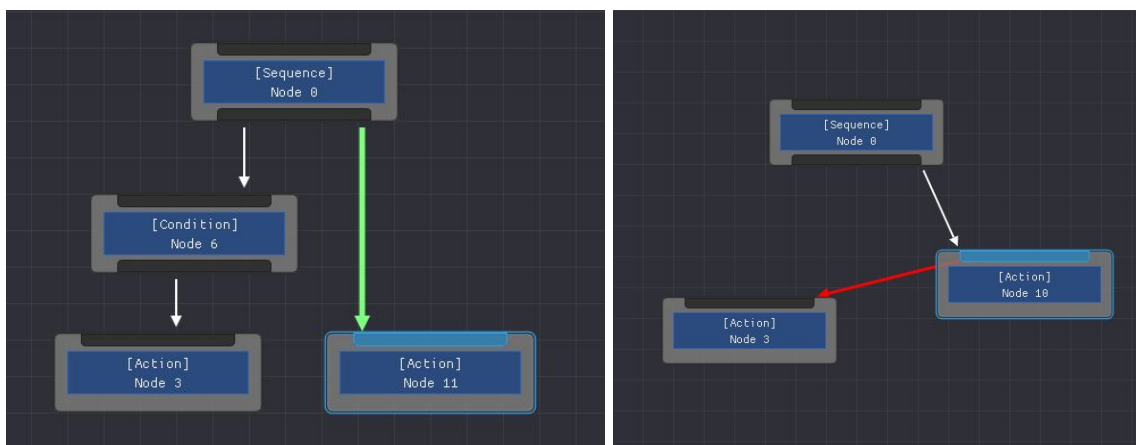 [Sequence]
Node 0
[Condition]
Node 6
[Action]
Node 3
[Action]
Node 11
[Sequence]
Node 0
[Action]
Node 10
[Action]
Node 3